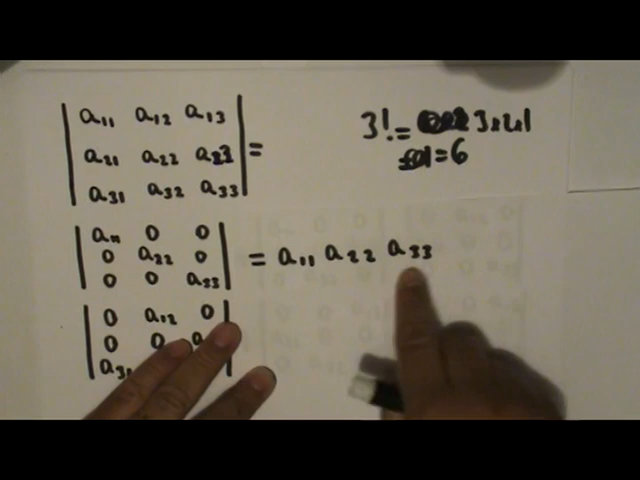 a11 a12 a13
a21 a22 a23 =
a31 a32 a33
3! = 3x2x1
= 6
a11 0 0
0 a22 0 = a11 a22 a33
0 0 a33
0 a12 0
0 0
a31